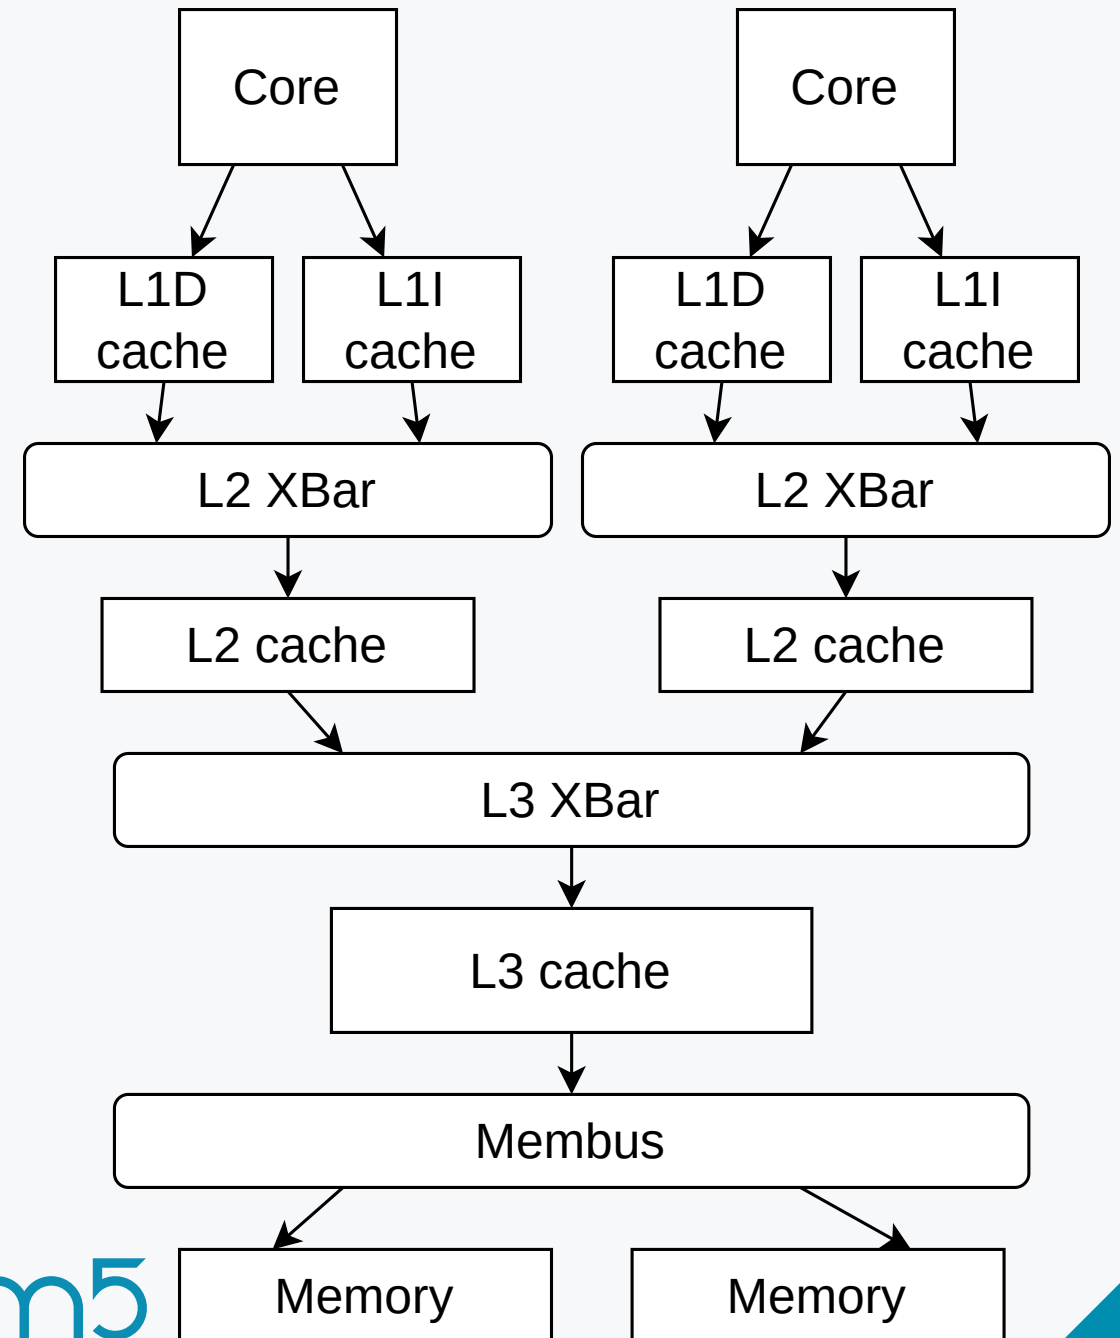 Core
Core
L1D
cache
L1I
cache
L1D
cache
L1I
cache
L2 XBar
L2 XBar
L2 cache
L2 cache
L3 XBar
L3 cache
Membus
Memory
Memory
m5